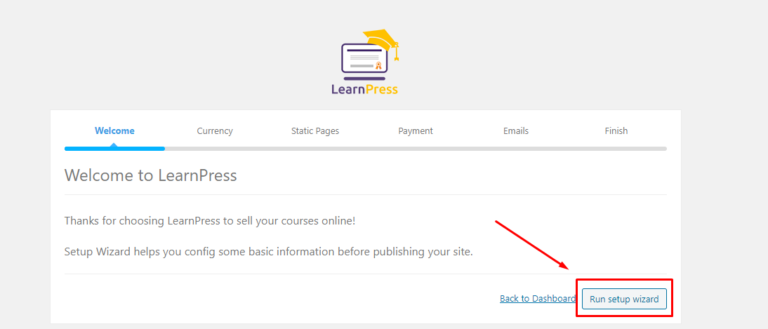 LearnPress
Welcome Currency Static Pages Payment Emails Finish
Welcome to LearnPress
Thanks for choosing LearnPress to sell your courses online!
Setup Wizard helps you config some basic information before publishing your site.
Back to Dashboard Run setup wizard